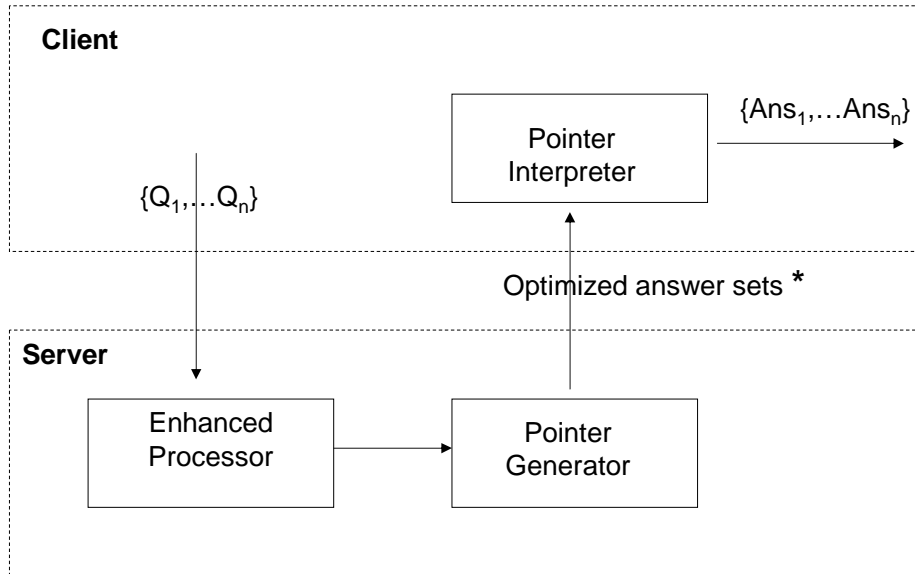 Client
{Ans₁,…Ansₙ}
Pointer
Interpreter
{Q₁,…Qₙ}
Optimized answer sets *
Server
Enhanced
Processor
Pointer
Generator